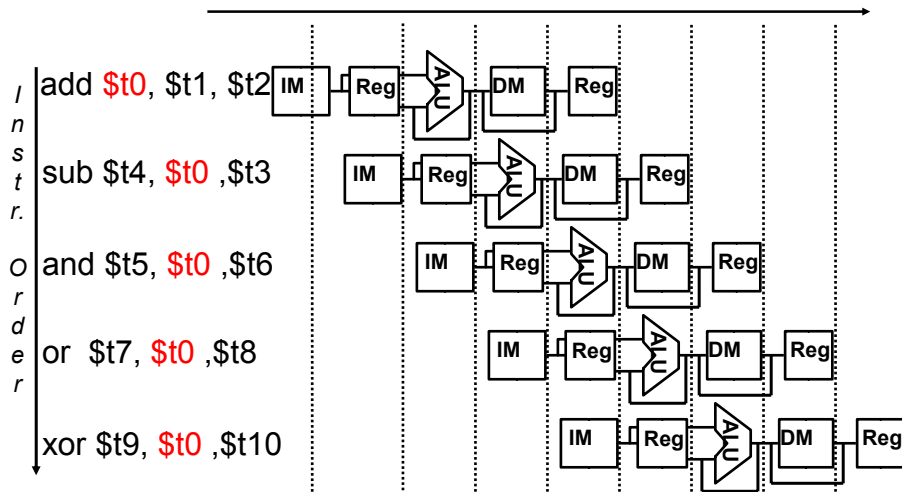 Instr. Order
add $t0, $t1, $t2 IM Reg ALU DM Reg
sub $t4, $t0 ,$t3 IM Reg ALU DM Reg
and $t5, $t0 ,$t6 IM Reg ALU DM Reg
or $t7, $t0 ,$t8 IM Reg ALU DM Reg
xor $t9, $t0 ,$t10 IM Reg ALU DM Reg